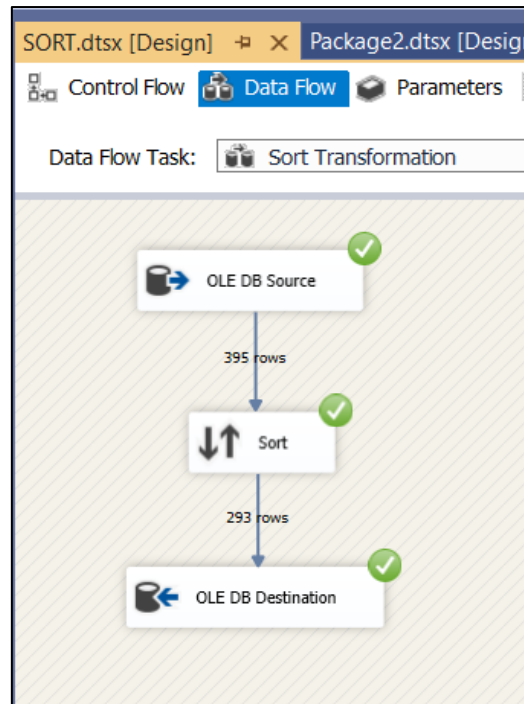 SORT.dtsx [Design] Package2.dtsx [Desig
Control Flow Data Flow Parameters
Data Flow Task: Sort Transformation
OLE DB Source
395 rows
Sort
293 rows
OLE DB Destination